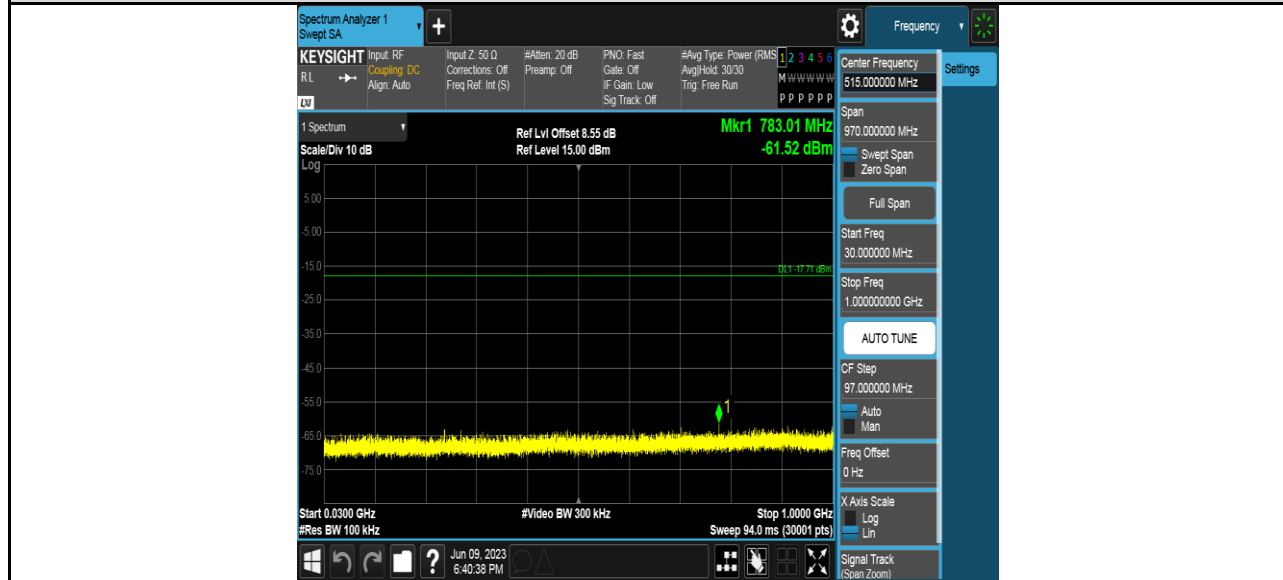 Spectrum Analyzer 1
Swept SA
+
Frequency
KEYSIGHT
RL
LXI
Input: RF
Coupling: DC
Align: Auto
Input Z: 50 Ω
Corrections: Off
Freq Ref: Int (S)
#Atten: 20 dB
Preamp: Off
PNO: Fast
Gate: Off
IF Gain: Low
Sig Track: Off
#Avg Type: Power (RMS
Avg|Hold: 30/30
Trig: Free Run
1 2 3 4 5 6
M W W W W W
P P P P P P
1 Spectrum
Scale/Div 10 dB
Ref Lvl Offset 8.55 dB
Ref Level 15.00 dBm
Mkr1 783.01 MHz
-61.52 dBm
Log
5.00
-5.00
-15.0
DL1 -17.71 dBm
-25.0
-35.0
-45.0
-55.0
1
-65.0
-75.0
Start 0.0300 GHz
#Res BW 100 kHz
#Video BW 300 kHz
Stop 1.0000 GHz
Sweep 94.0 ms (30001 pts)
?
Jun 09, 2023
6:40:38 PM
Center Frequency
515.000000 MHz
Settings
Span
970.000000 MHz
Swept Span
Zero Span
Full Span
Start Freq
30.000000 MHz
Stop Freq
1.000000000 GHz
AUTO TUNE
CF Step
97.000000 MHz
Auto
Man
Freq Offset
0 Hz
X Axis Scale
Log
Lin
Signal Track
(Span Zoom)